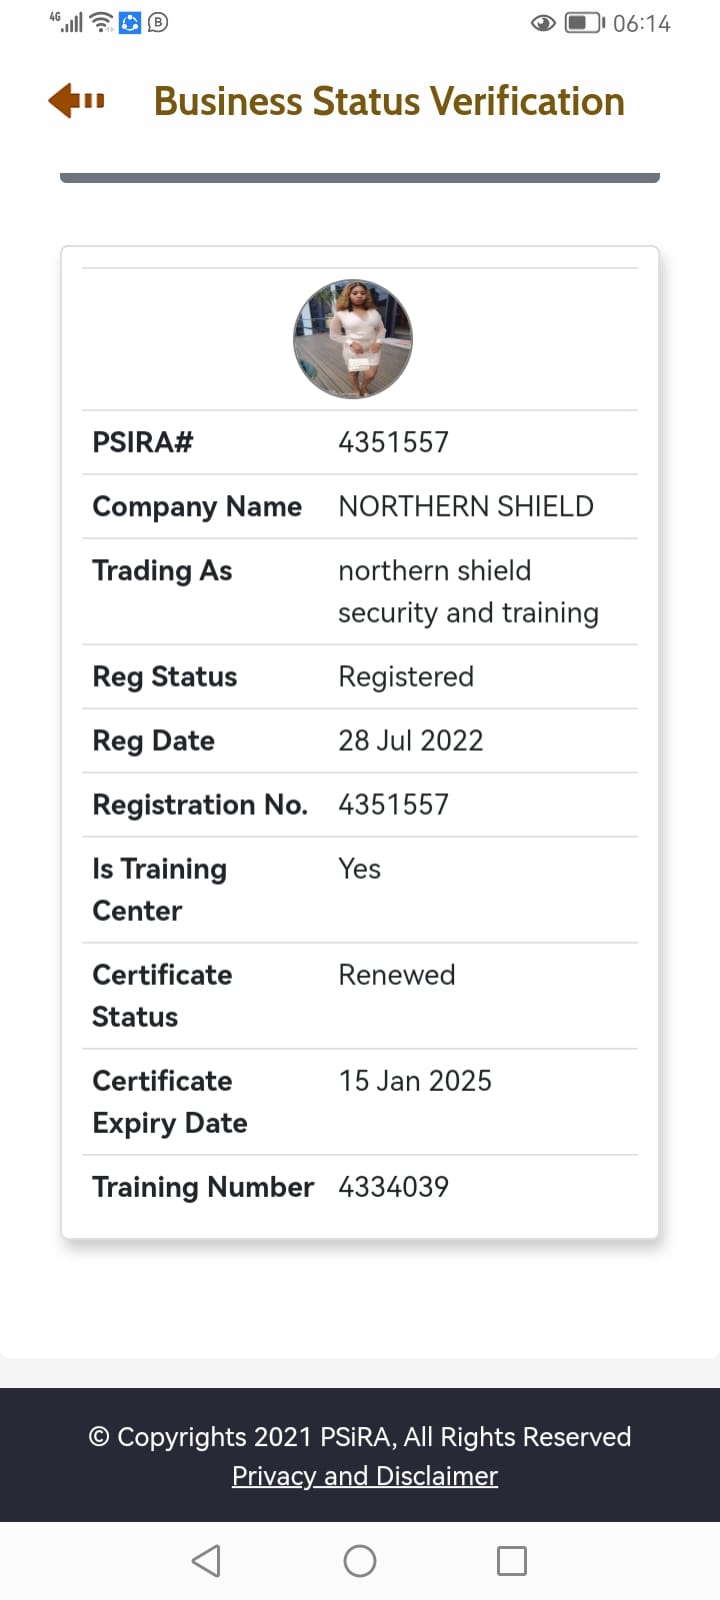 4G B 06:14
Business Status Verification
PSIRA# 4351557
Company Name NORTHERN SHIELD
Trading As northern shield
security and training
Reg Status Registered
Reg Date 28 Jul 2022
Registration No. 4351557
Is Training Yes
Center
Certificate Renewed
Status
Certificate 15 Jan 2025
Expiry Date
Training Number 4334039
© Copyrights 2021 PSiRA, All Rights Reserved
Privacy and Disclaimer